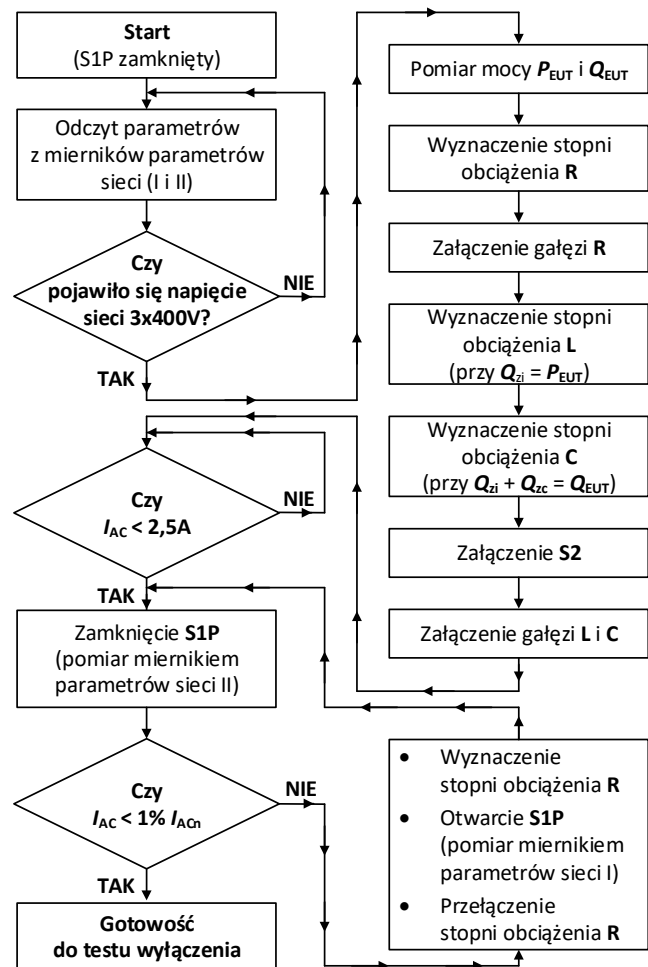 Start
(S1P zamknięty)
Odczyt parametrów
z mierników parametrów
sieci (I i II)
Czy
pojawiło się napięcie
sieci 3x400V?
NIE
TAK
Pomiar mocy PEUT i QEUT
Wyznaczenie stopni
obciążenia R
Załączenie gałęzi R
Wyznaczenie stopni
obciążenia L
(przy Qzi = PEUT)
Wyznaczenie stopni
obciążenia C
(przy Qzi + Qzc = QEUT)
Załączenie S2
Załączenie gałęzi L i C
Czy
IAC < 2,5A
NIE
TAK
Zamknięcie S1P
(pomiar miernikiem
parametrów sieci II)
Czy
IAC < 1% IACn
NIE
TAK
• Wyznaczenie
stopni obciążenia R
• Otwarcie S1P
(pomiar miernikiem
parametrów sieci I)
• Przełączenie
stopni obciążenia R
Gotowość
do testu wyłączenia